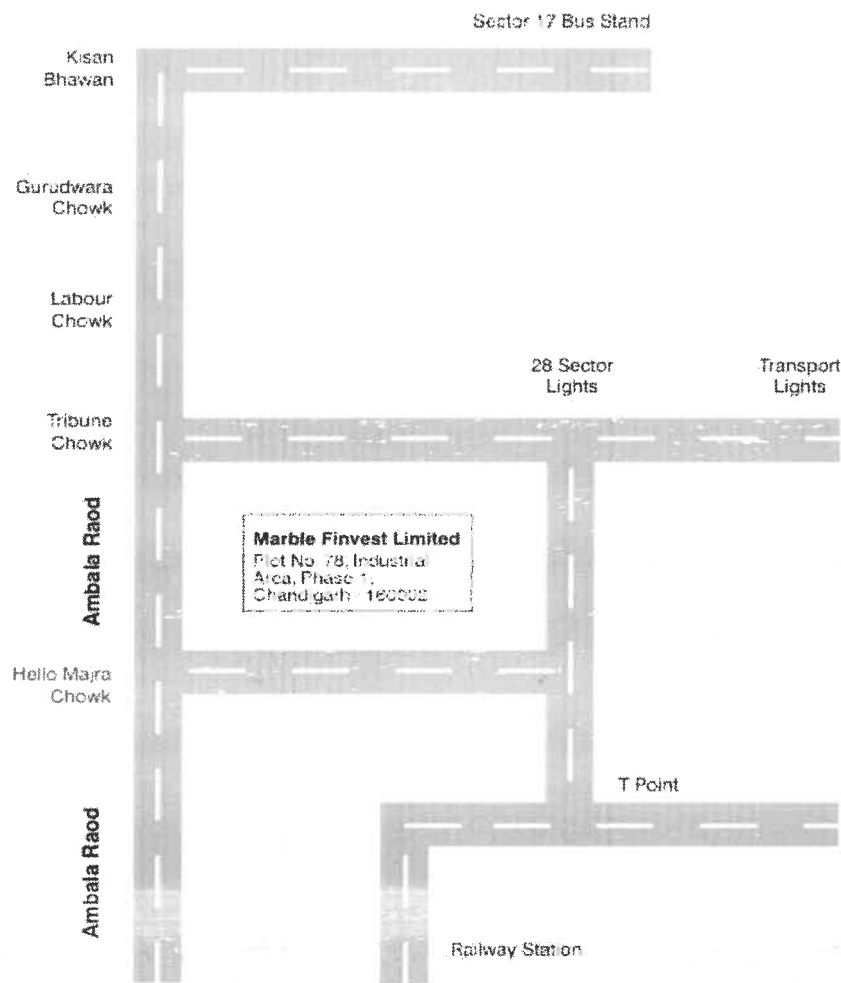 Sector 17 Bus Stand
Kisan
Bhawan
Gurudwara
Chowk
Labour
Chowk
28 Sector
Lights
Transport
Lights
Tribune
Chowk
Ambala Raod
Marble Finvest Limited
Plot No. 78, Industrial
Area, Phase 1,
Chandigarh - 160002
Hello Majra
Chowk
T Point
Ambala Raod
Railway Station